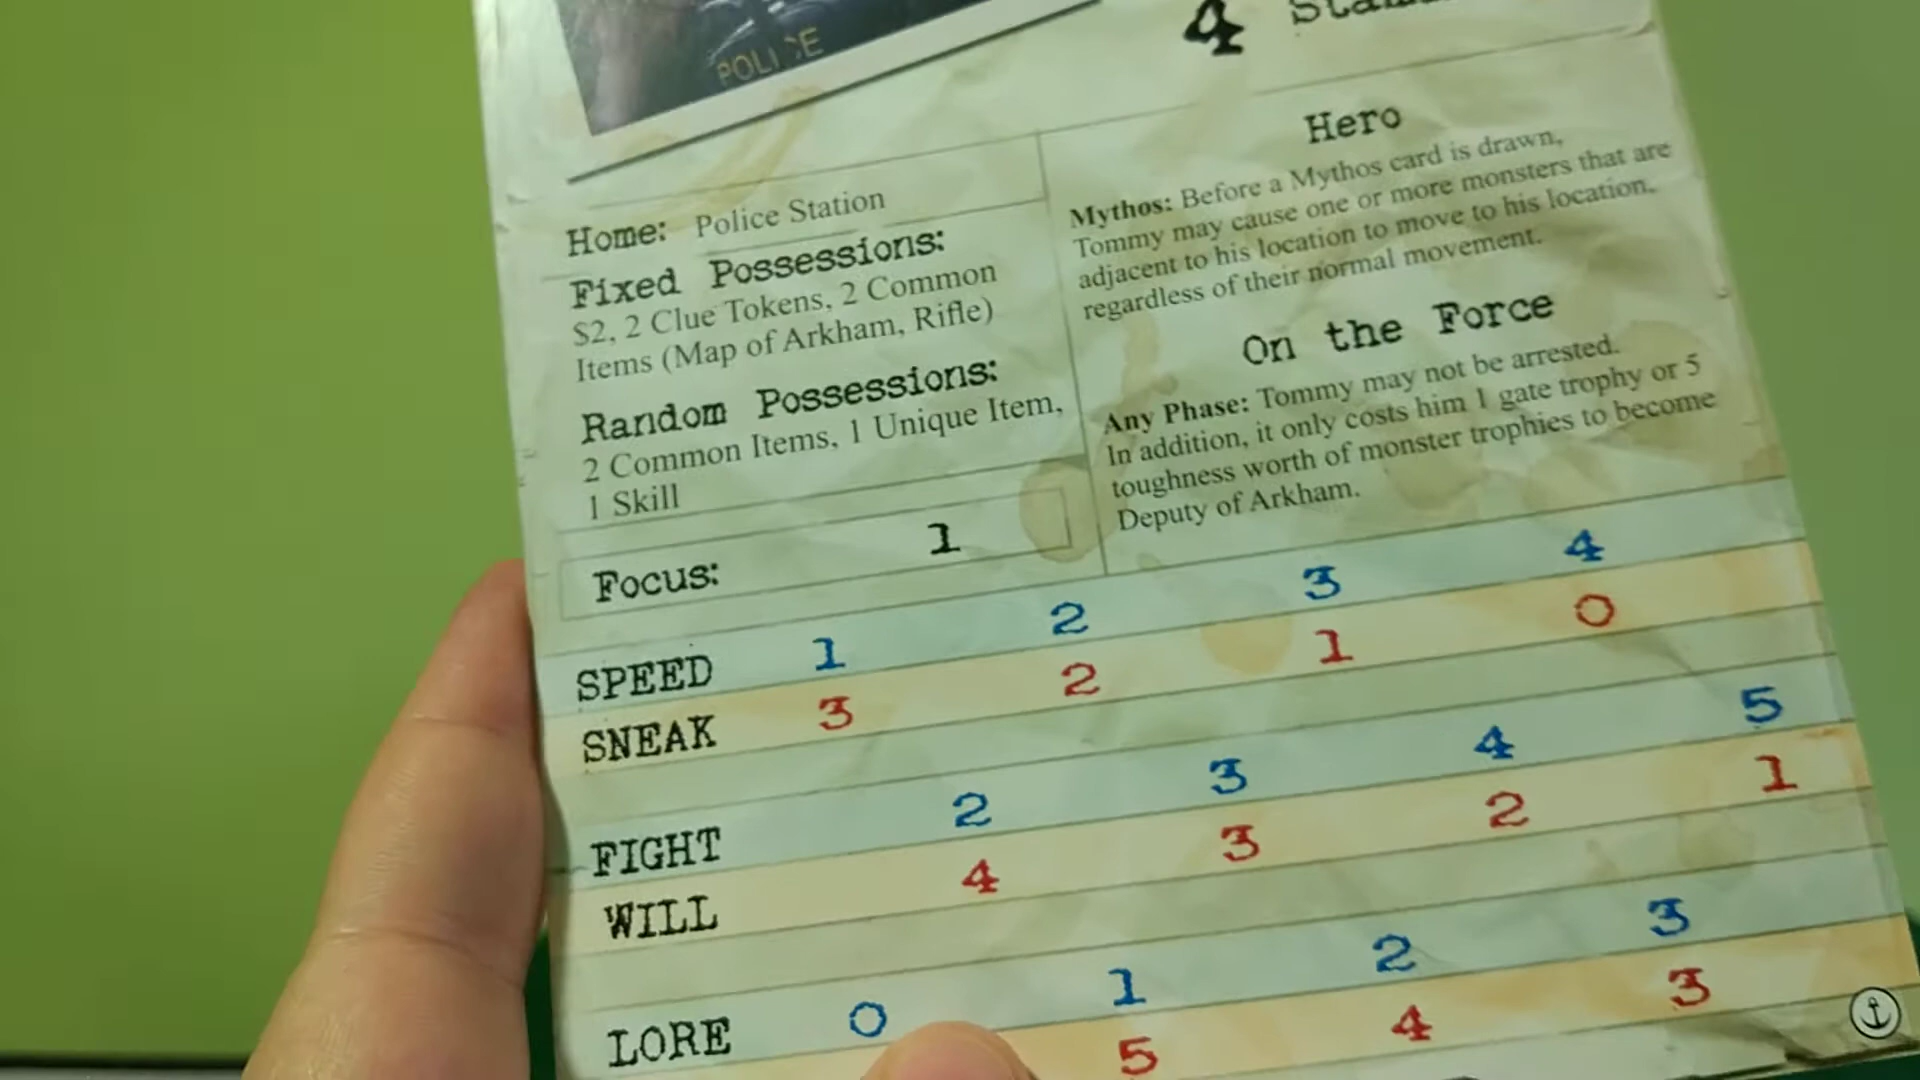 POLICE
4
Home: Police Station
Fixed Possessions:
$2, 2 Clue Tokens, 2 Common
Items (Map of Arkham, Rifle)
Random Possessions:
2 Common Items, 1 Unique Item,
1 Skill
Focus: 1
Hero
Mythos: Before a Mythos card is drawn,
Tommy may cause one or more monsters that are
adjacent to his location to move to his location,
regardless of their normal movement.
On the Force
Any Phase: Tommy may not be arrested.
In addition, it only costs him 1 gate trophy or 5
toughness worth of monster trophies to become
Deputy of Arkham.
SPEED 1 2 3 4
SNEAK 3 2 1 0
FIGHT 2 3 4 5
WILL 4 3 2 1
LORE 0 1 2 3
5 4 3